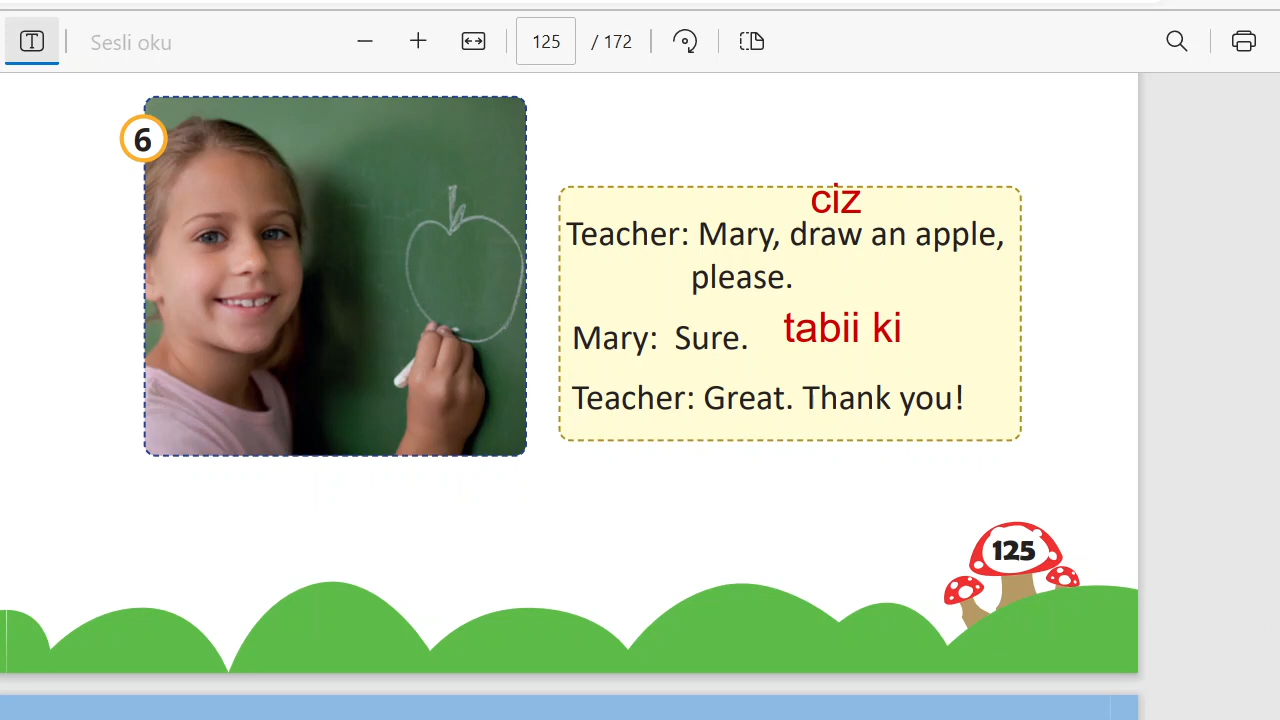 Sesli oku
125 / 172
6
ciz
Teacher: Mary, draw an apple,
please.
Mary: Sure. tabii ki
Teacher: Great. Thank you!
125